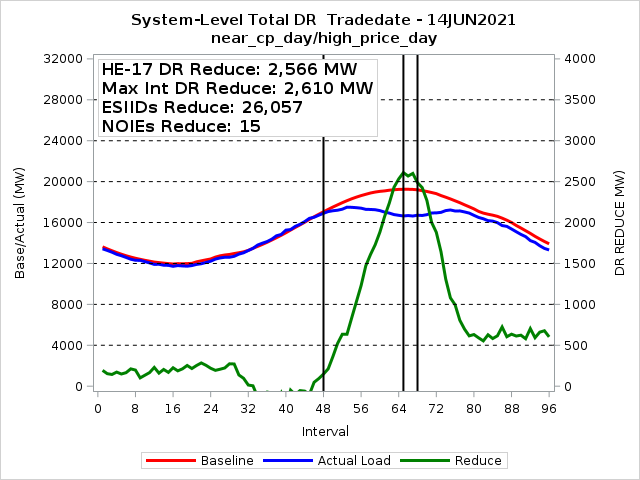 System-Level Total DR  Tradedate - 14JUN2021
near_cp_day/high_price_day
HE-17 DR Reduce: 2,566 MW
Max Int DR Reduce: 2,610 MW
ESIIDs Reduce: 26,057
NOIEs Reduce: 15
Base/Actual (MW)
32000
28000
24000
20000
16000
12000
8000
4000
0
4000
3500
3000
2500
2000
1500
1000
500
0
DR REDUCE MW
0 8 16 24 32 40 48 56 64 72 80 88 96
Interval
Baseline Actual Load Reduce